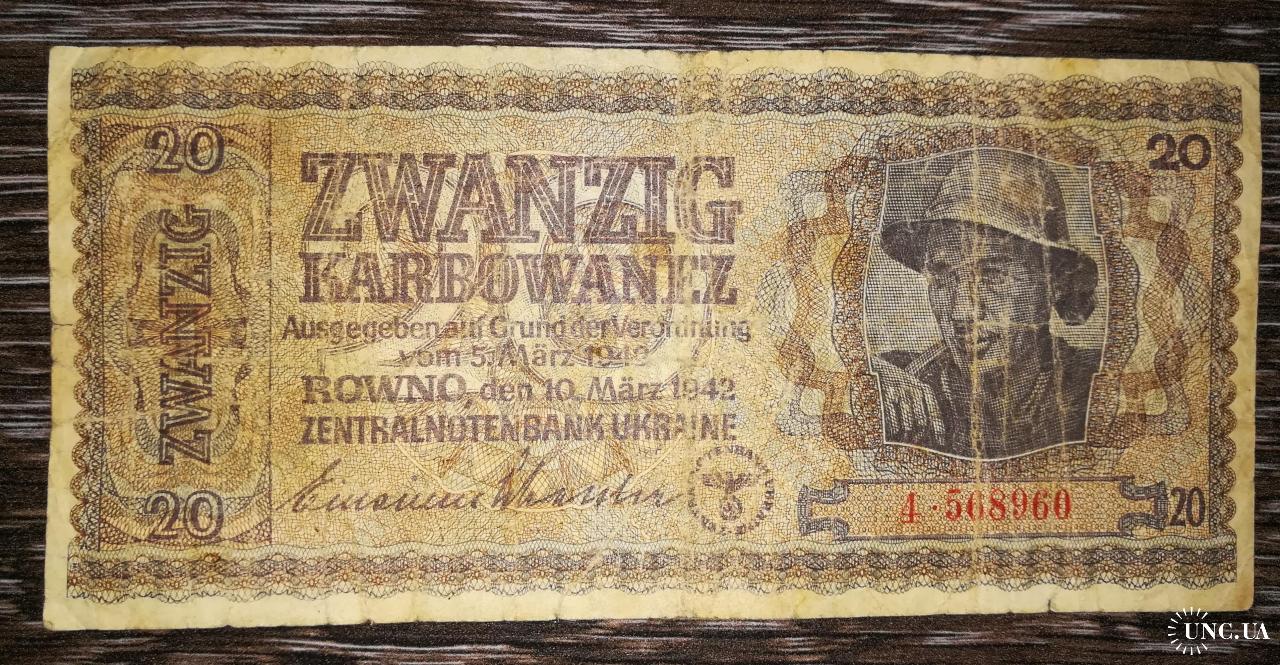 20
ZWANZIG
20
ZWANZIG
KARBOWANEZ
Ausgegeben auf Grund der Verordnung
vom 5. März 1942
ROWNO, den 10. März 1942
ZENTRALNOTENBANK UKRAINE
20
4·568960
20
UNC.UA